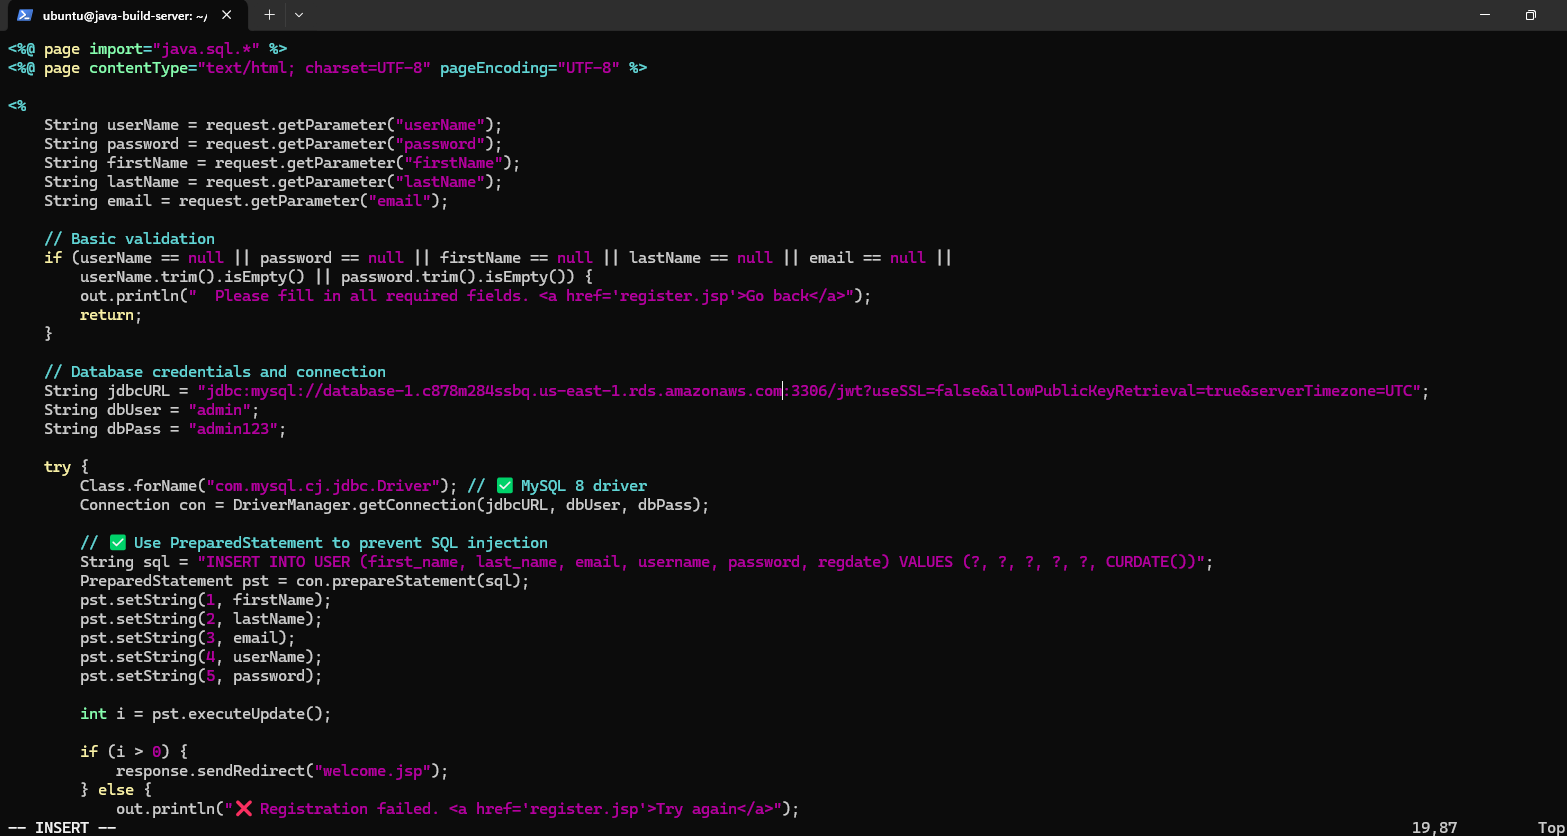 ubuntu@java-build-server: ~/
<%@ page import="java.sql.*" %>
<%@ page contentType="text/html; charset=UTF-8" pageEncoding="UTF-8" %>
<%
String userName = request.getParameter("userName");
String password = request.getParameter("password");
String firstName = request.getParameter("firstName");
String lastName = request.getParameter("lastName");
String email = request.getParameter("email");
// Basic validation
if (userName == null || password == null || firstName == null || lastName == null || email == null ||
userName.trim().isEmpty() || password.trim().isEmpty()) {
out.println("  Please fill in all required fields. <a href='register.jsp'>Go back</a>");
return;
}
// Database credentials and connection
String jdbcURL = "jdbc:mysql://database-1.c878m284ssbq.us-east-1.rds.amazonaws.com:3306/jwt?useSSL=false&allowPublicKeyRetrieval=true&serverTimezone=UTC";
String dbUser = "admin";
String dbPass = "admin123";
try {
Class.forName("com.mysql.cj.jdbc.Driver"); // ✅ MySQL 8 driver
Connection con = DriverManager.getConnection(jdbcURL, dbUser, dbPass);
// ✅ Use PreparedStatement to prevent SQL injection
String sql = "INSERT INTO USER (first_name, last_name, email, username, password, regdate) VALUES (?, ?, ?, ?, ?, CURDATE())";
PreparedStatement pst = con.prepareStatement(sql);
pst.setString(1, firstName);
pst.setString(2, lastName);
pst.setString(3, email);
pst.setString(4, userName);
pst.setString(5, password);
int i = pst.executeUpdate();
if (i > 0) {
response.sendRedirect("welcome.jsp");
} else {
out.println("❌ Registration failed. <a href='register.jsp'>Try again</a>");
-- INSERT -- 19,87 Top